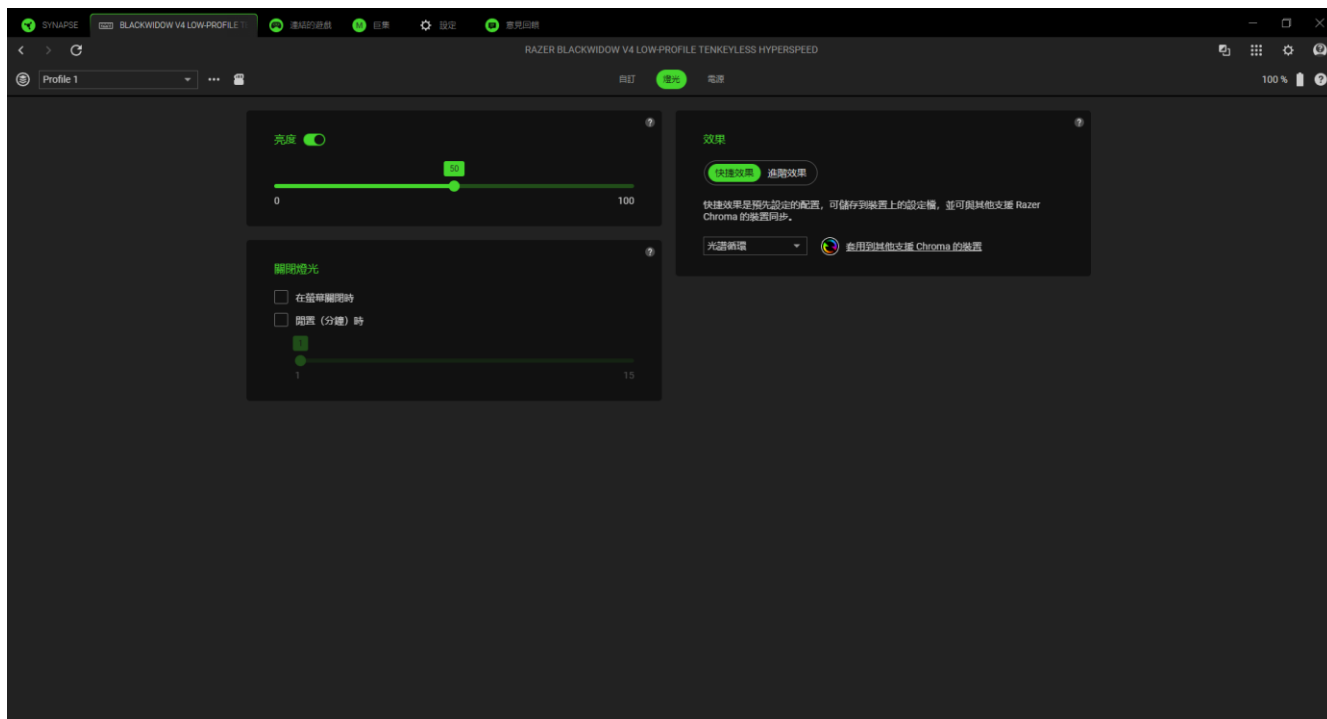 SYNAPSE
BLACKWIDOW V4 LOW-PROFILE T
連結的遊戲
巨集
設定
意見回饋
RAZER BLACKWIDOW V4 LOW-PROFILE TENKEYLESS HYPERSPEED
Profile 1
自訂
燈光
電源
100 %
亮度
50
0
100
關閉燈光
在螢幕關閉時
閒置（分鐘）時
1
1
15
效果
快捷效果
進階效果
快捷效果是預先設定的配置，可儲存到裝置上的設定檔，並可與其他支援 Razer
Chroma 的裝置同步。
光譜循環
套用到其他支援 Chroma 的裝置